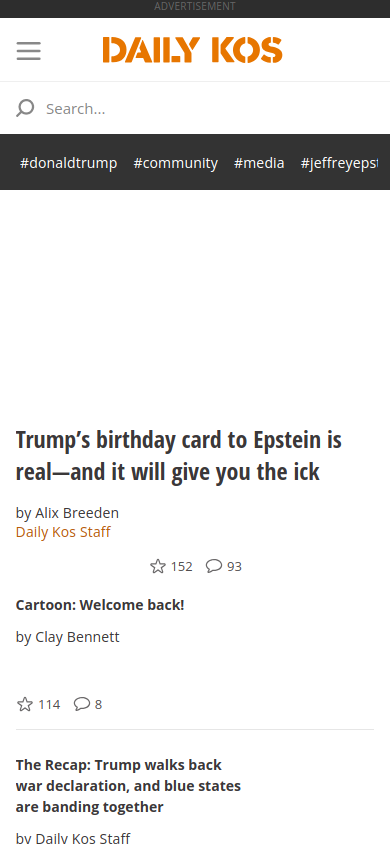 ADVERTISEMENT
DAILY KOS
Search...
#donaldtrump #community #media #jeffreyepst
Trump's birthday card to Epstein is
real—and it will give you the ick
by Alix Breeden
Daily Kos Staff
152 93
Cartoon: Welcome back!
by Clay Bennett
114 8
The Recap: Trump walks back
war declaration, and blue states
are banding together
by Daily Kos Staff